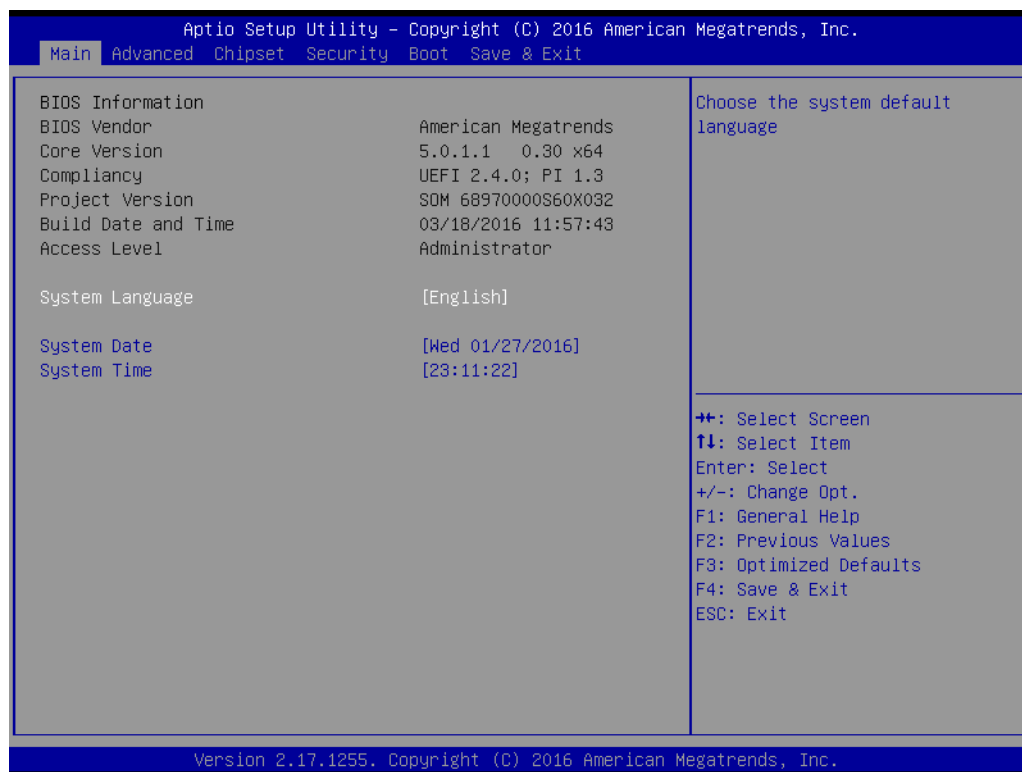 Aptio Setup Utility – Copyright (C) 2016 American Megatrends, Inc.
Main Advanced Chipset Security Boot Save & Exit
BIOS Information
BIOS Vendor American Megatrends
Core Version 5.0.1.1 0.30 x64
Compliancy UEFI 2.4.0; PI 1.3
Project Version SOM 68970000S60X032
Build Date and Time 03/18/2016 11:57:43
Access Level Administrator
System Language [English]
System Date [Wed 01/27/2016]
System Time [23:11:22]
Choose the system default
language
→←: Select Screen
↑↓: Select Item
Enter: Select
+/-: Change Opt.
F1: General Help
F2: Previous Values
F3: Optimized Defaults
F4: Save & Exit
ESC: Exit
Version 2.17.1255. Copyright (C) 2016 American Megatrends, Inc.